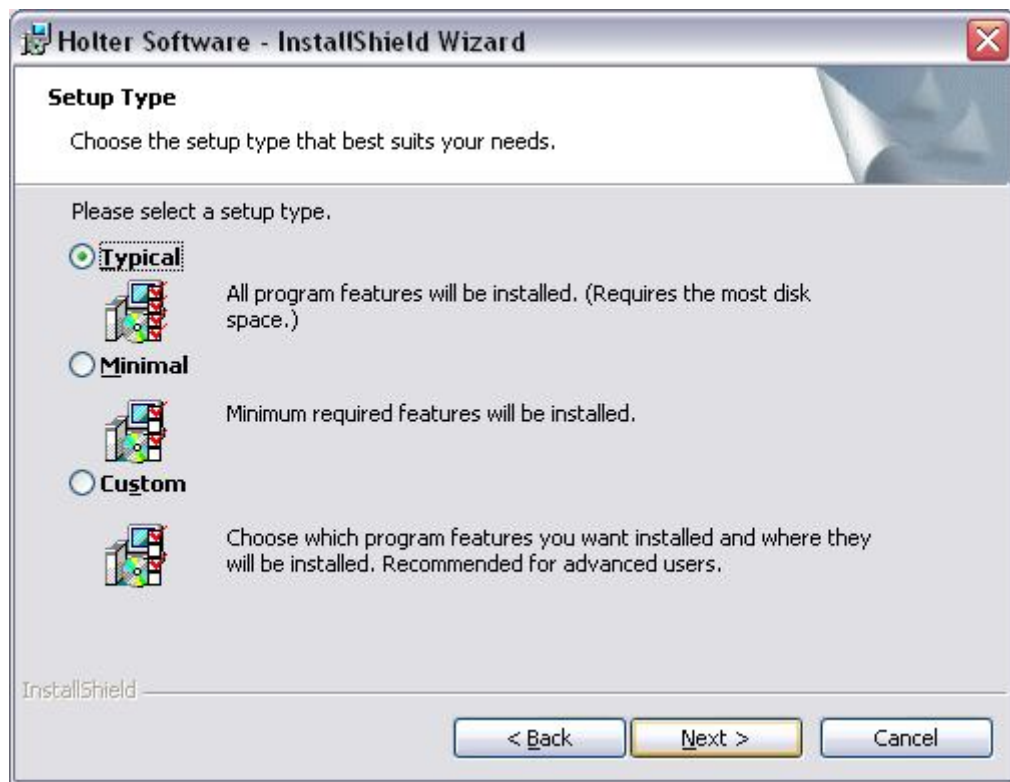 Holter Software - InstallShield Wizard
Setup Type
Choose the setup type that best suits your needs.
Please select a setup type.
Typical
All program features will be installed. (Requires the most disk
space.)
Minimal
Minimum required features will be installed.
Custom
Choose which program features you want installed and where they
will be installed. Recommended for advanced users.
InstallShield
< Back
Next >
Cancel